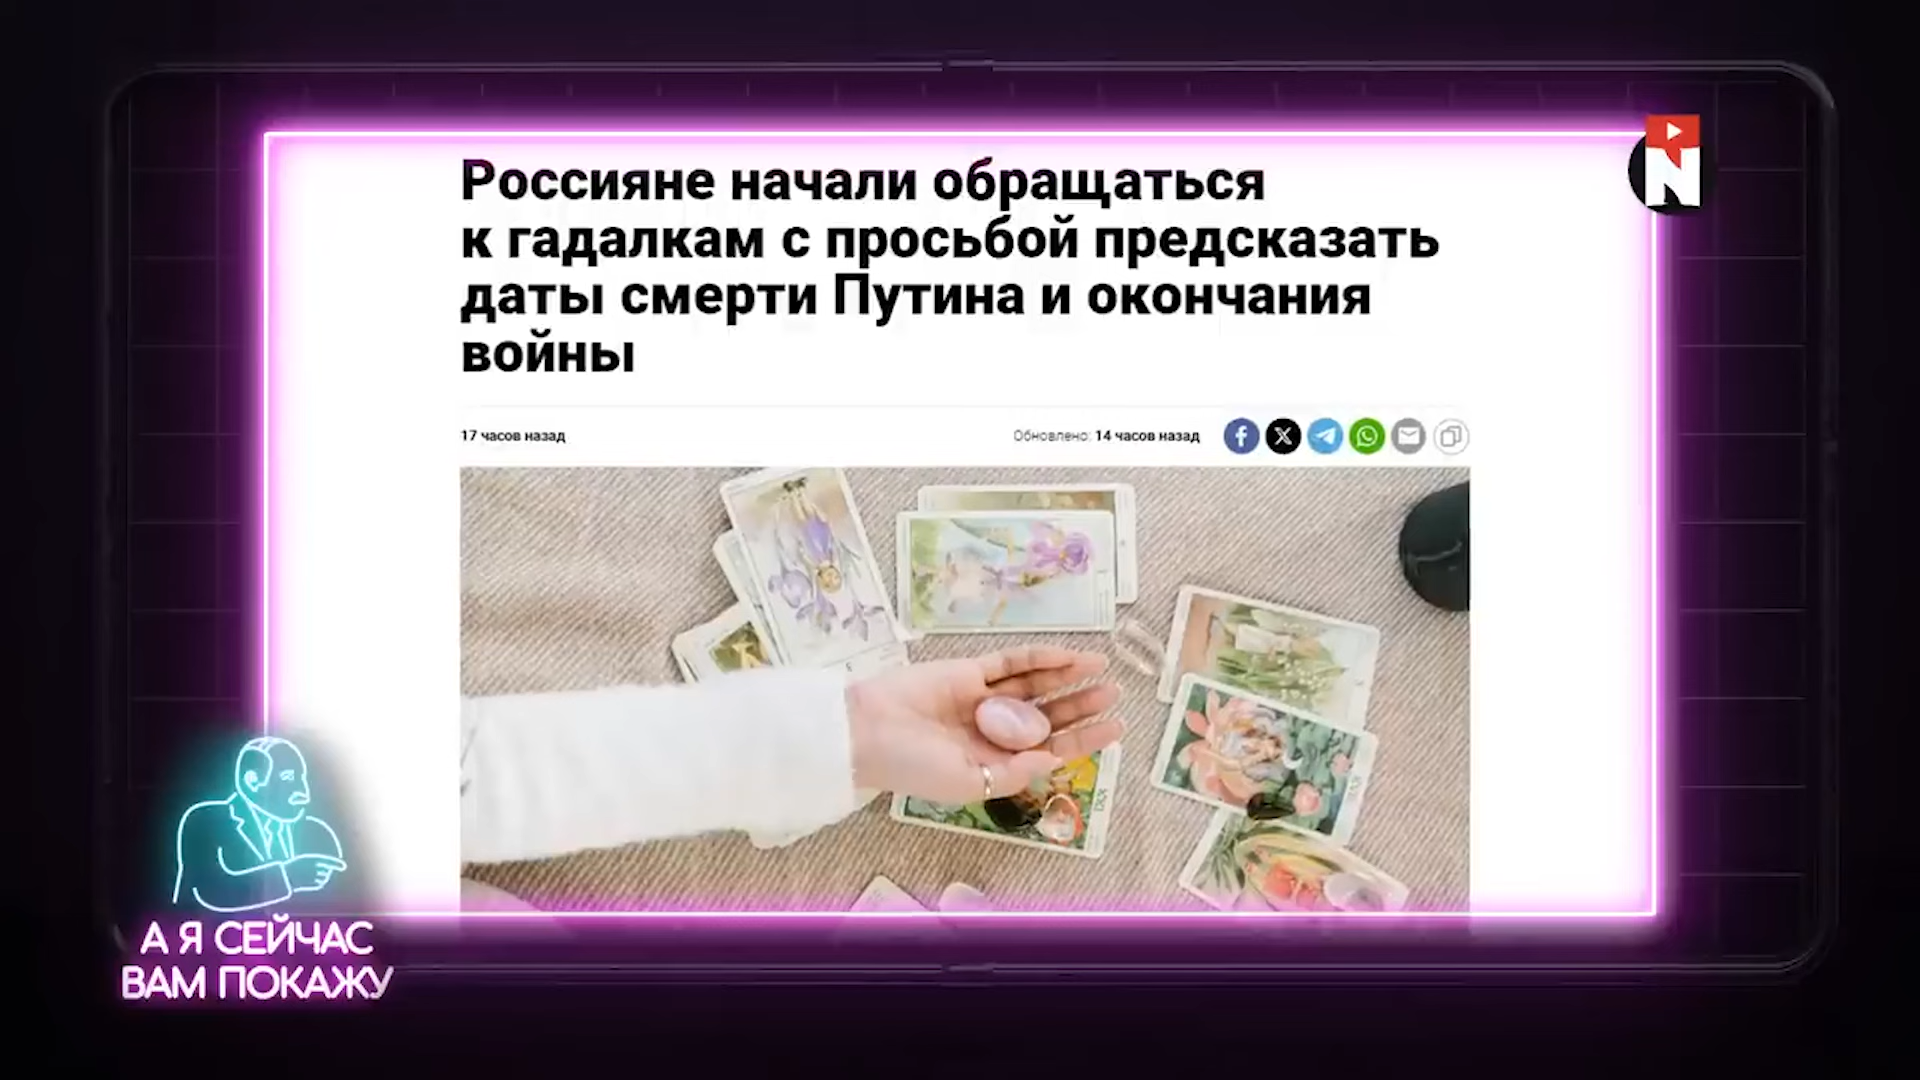 Россияне начали обращаться
к гадалкам с просьбой предсказать
даты смерти Путина и окончания
войны
17 часов назад
Обновлено: 14 часов назад
N
А Я СЕЙЧАС
ВАМ ПОКАЖУ